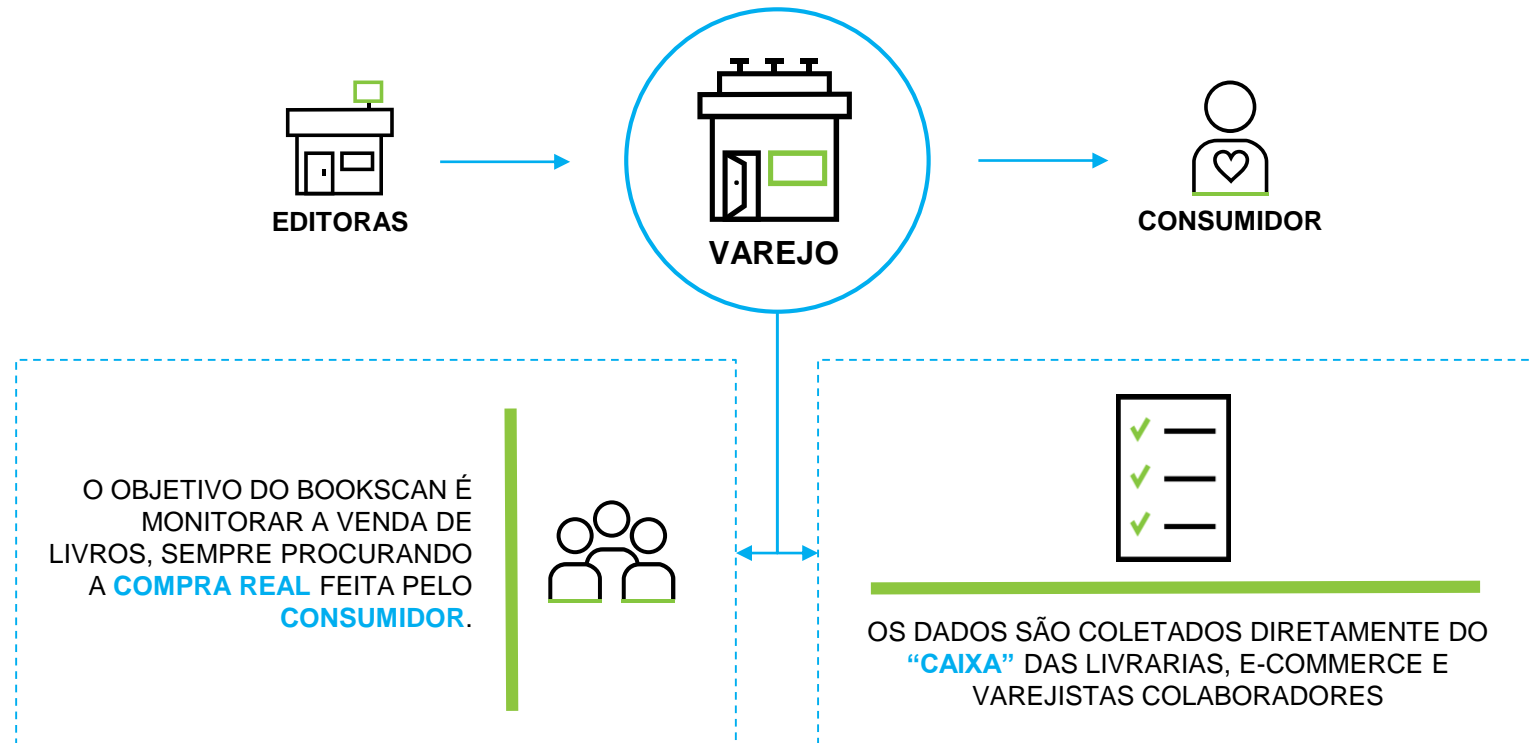 EDITORAS
VAREJO
CONSUMIDOR
O OBJETIVO DO BOOKSCAN É
MONITORAR A VENDA DE
LIVROS, SEMPRE PROCURANDO
A COMPRA REAL FEITA PELO
CONSUMIDOR.
OS DADOS SÃO COLETADOS DIRETAMENTE DO
“CAIXA” DAS LIVRARIAS, E-COMMERCE E
VAREJISTAS COLABORADORES